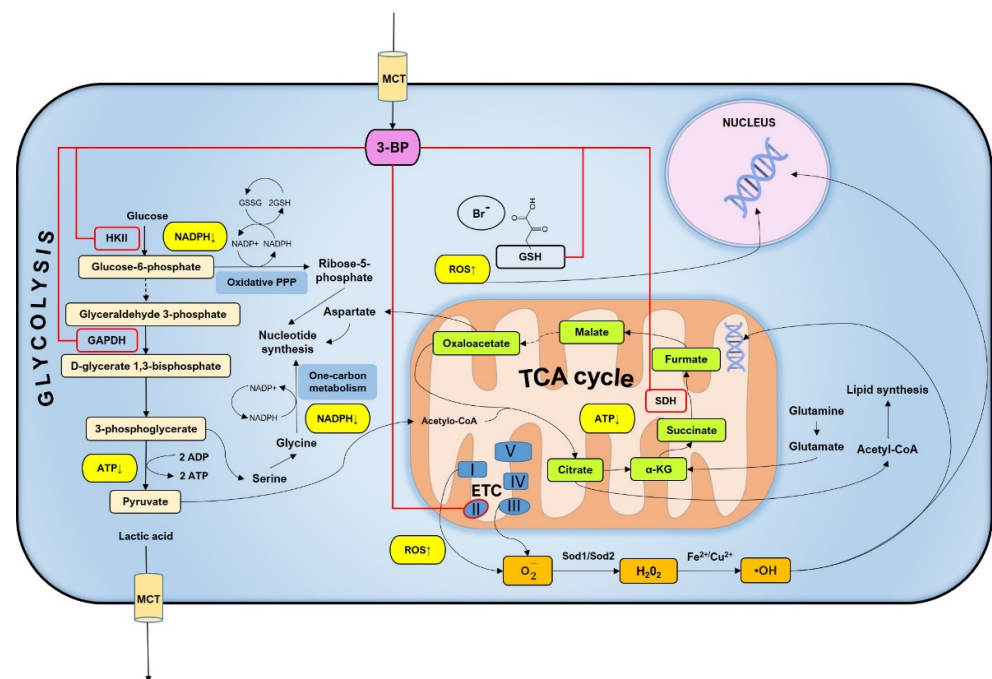 MCT
3-BP
NUCLEUS
GLYCOLYSIS
GSSG 2GSH
NADP+ NADPH
Glucose
HKII
NADPH↓
Glucose-6-phosphate
Oxidative PPP
Ribose-5-
phosphate
Br-
GSH
O
OH
O
ROS↑
Glyceraldehyde 3-phosphate
GAPDH
D-glycerate 1,3-bisphosphate
Aspartate
Nucleotide
synthesis
One-carbon
metabolism
NADP+
NADPH
NADPH↓
Glycine
Serine
3-phosphoglycerate
ATP↓
2 ADP
2 ATP
Pyruvate
Lactic acid
MCT
Acetylo-CoA
Oxaloacetate
Malate
Furmate
TCA cycle
SDH
ATP↓
Succinate
Citrate
α-KG
V
I
IV
ETC
II
III
Glutamine
Glutamate
Lipid synthesis
Acetyl-CoA
ROS↑
O2-
Sod1/Sod2
H202
Fe2+/Cu2+
•OH